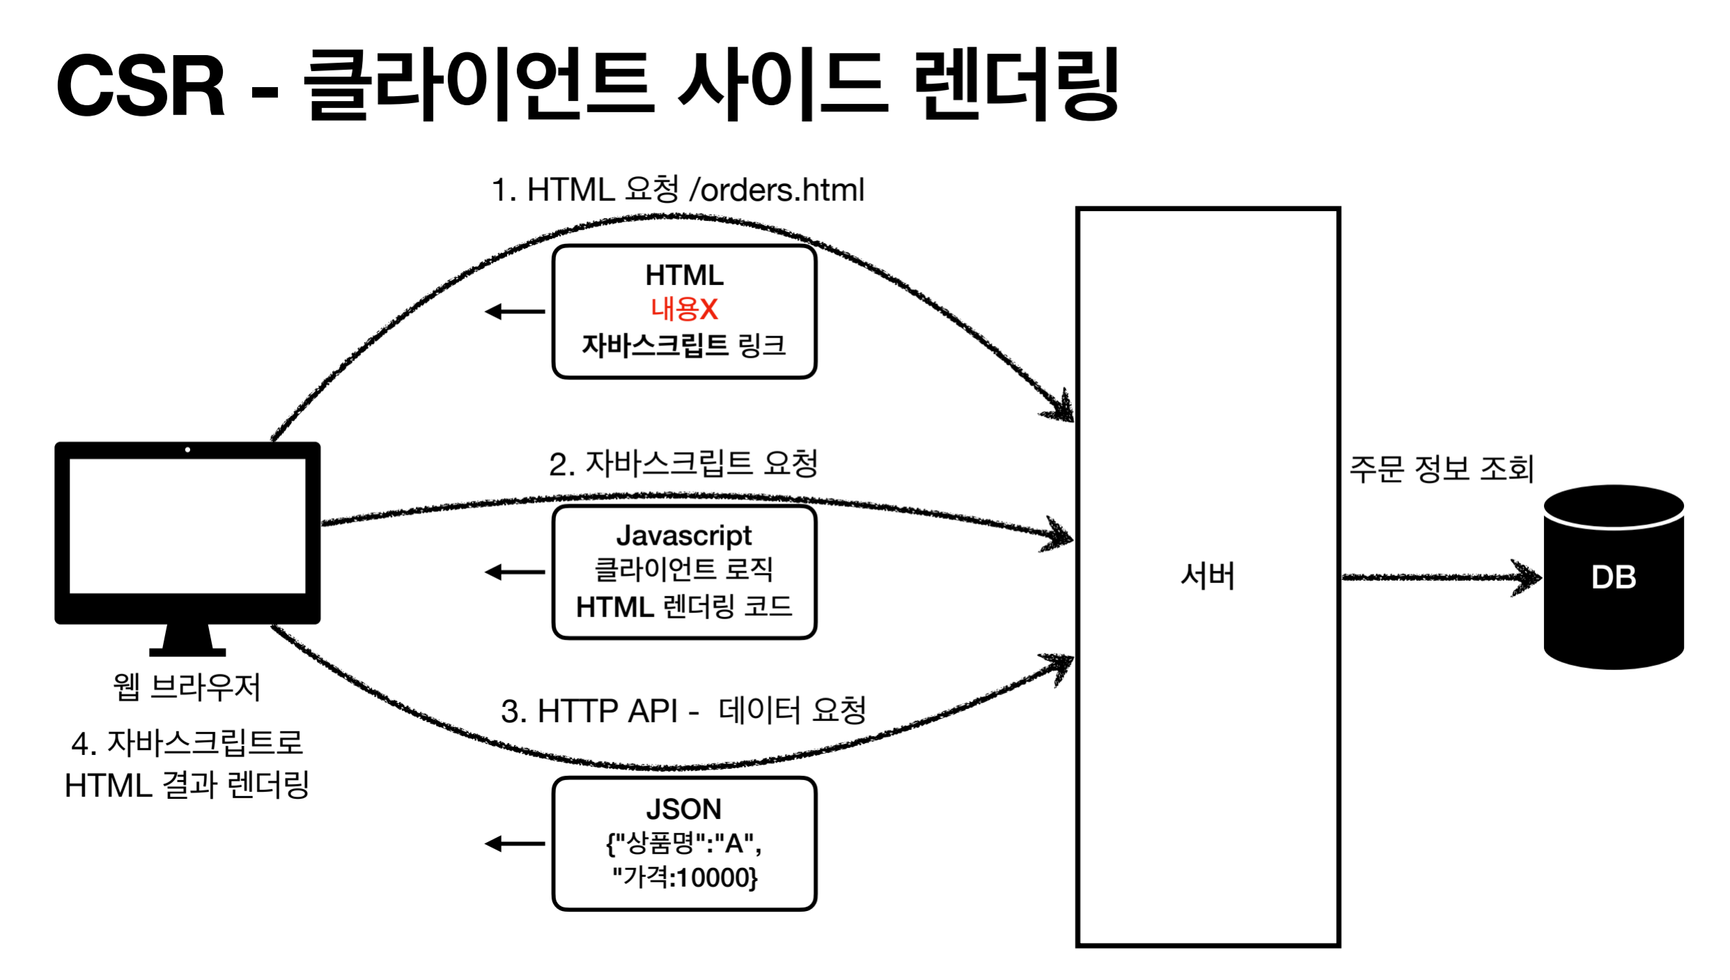 CSR - 클라이언트 사이드 렌더링
1. HTML 요청 /orders.html
HTML
내용X
자바스크립트 링크
2. 자바스크립트 요청
Javascript
클라이언트 로직
HTML 렌더링 코드
3. HTTP API -  데이터 요청
JSON
{"상품명":"A",
"가격:10000}
웹 브라우저
4. 자바스크립트로
HTML 결과 렌더링
서버
주문 정보 조회
DB